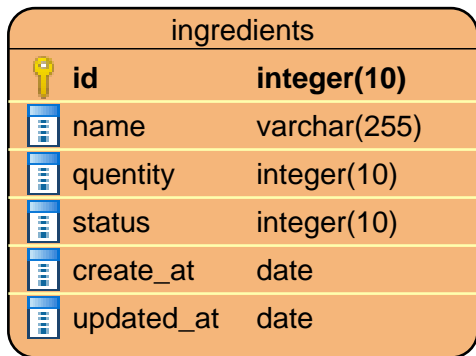 ingredients
id integer(10)
name varchar(255)
quentity integer(10)
status integer(10)
create_at date
updated_at date